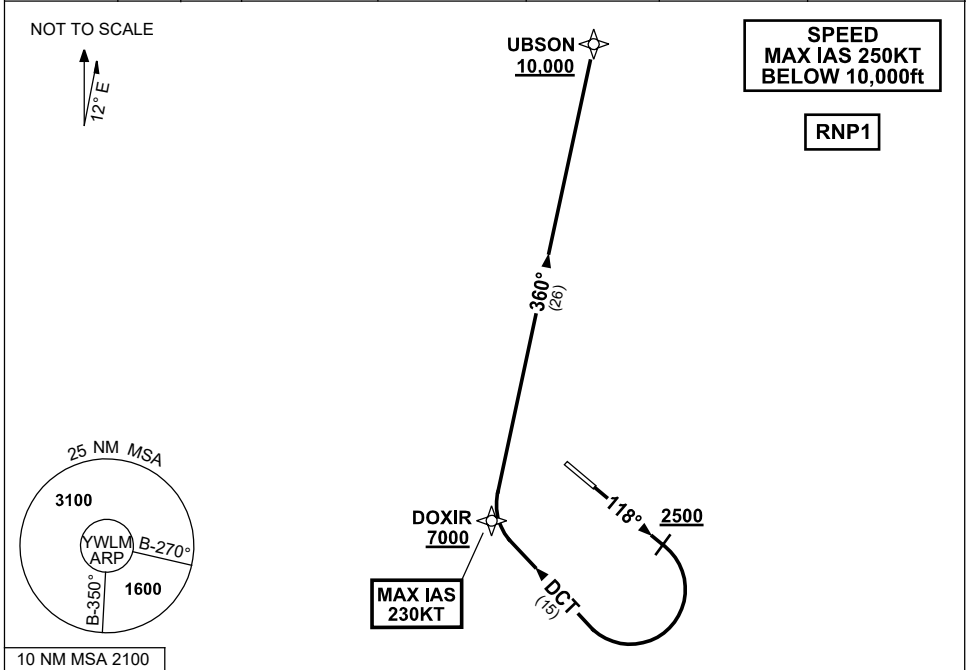 NOT TO SCALE
12° E
UBSON
10,000
SPEED
MAX IAS 250KT
BELOW 10,000ft
RNP1
360°
(26)
DOXIR
7000
118°
2500
MAX IAS
230KT
DCT
(15)
25 NM MSA
3100
YWLM
ARP
B-270°
B-350°
1600
10 NM MSA 2100